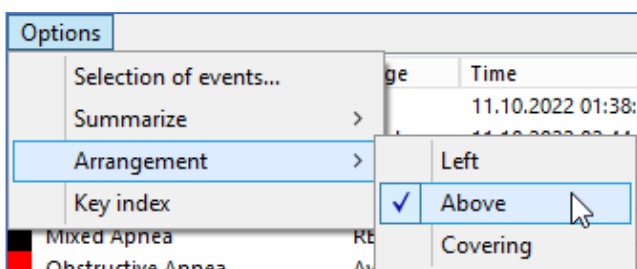 Options
Selection of events...
ge Time
11.10.2022 01:38:
Summarize
Arrangement
Left
Key index
Above
Mixed Apnea
Covering
Obstructive Apnea